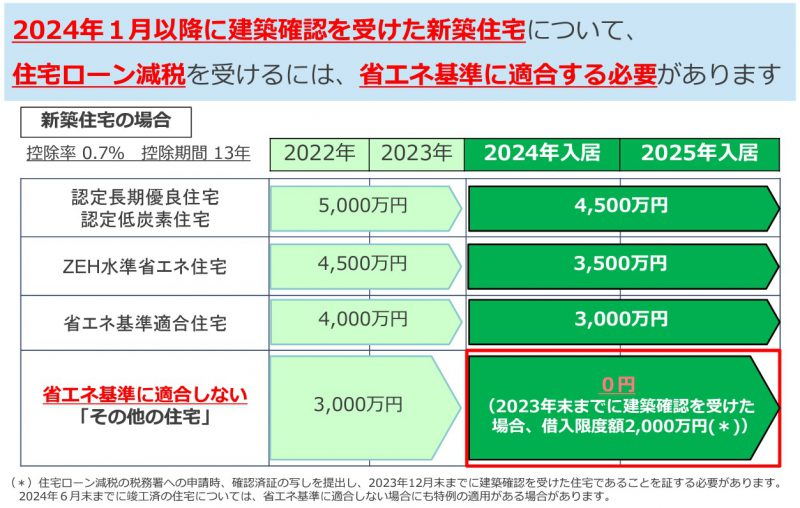 2024年１月以降に建築確認を受けた新築住宅について、
住宅ローン減税を受けるには、省エネ基準に適合する必要があります
新築住宅の場合
控除率 0.7%　控除期間 13年
2022年
2023年
2024年入居
2025年入居
認定長期優良住宅
認定低炭素住宅
5,000万円
4,500万円
ZEH水準省エネ住宅
4,500万円
3,500万円
省エネ基準適合住宅
4,000万円
3,000万円
省エネ基準に適合しない
「その他の住宅」
3,000万円
０円
（2023年末までに建築確認を受けた
場合、借入限度額2,000万円(＊)）
（＊）住宅ローン減税の税務署への申請時、確認済証の写しを提出し、2023年12月末までに建築確認を受けた住宅であることを証する必要があります。
2024年６月末までに竣工済の住宅については、省エネ基準に適合しない場合にも特例の適用がある場合があります。